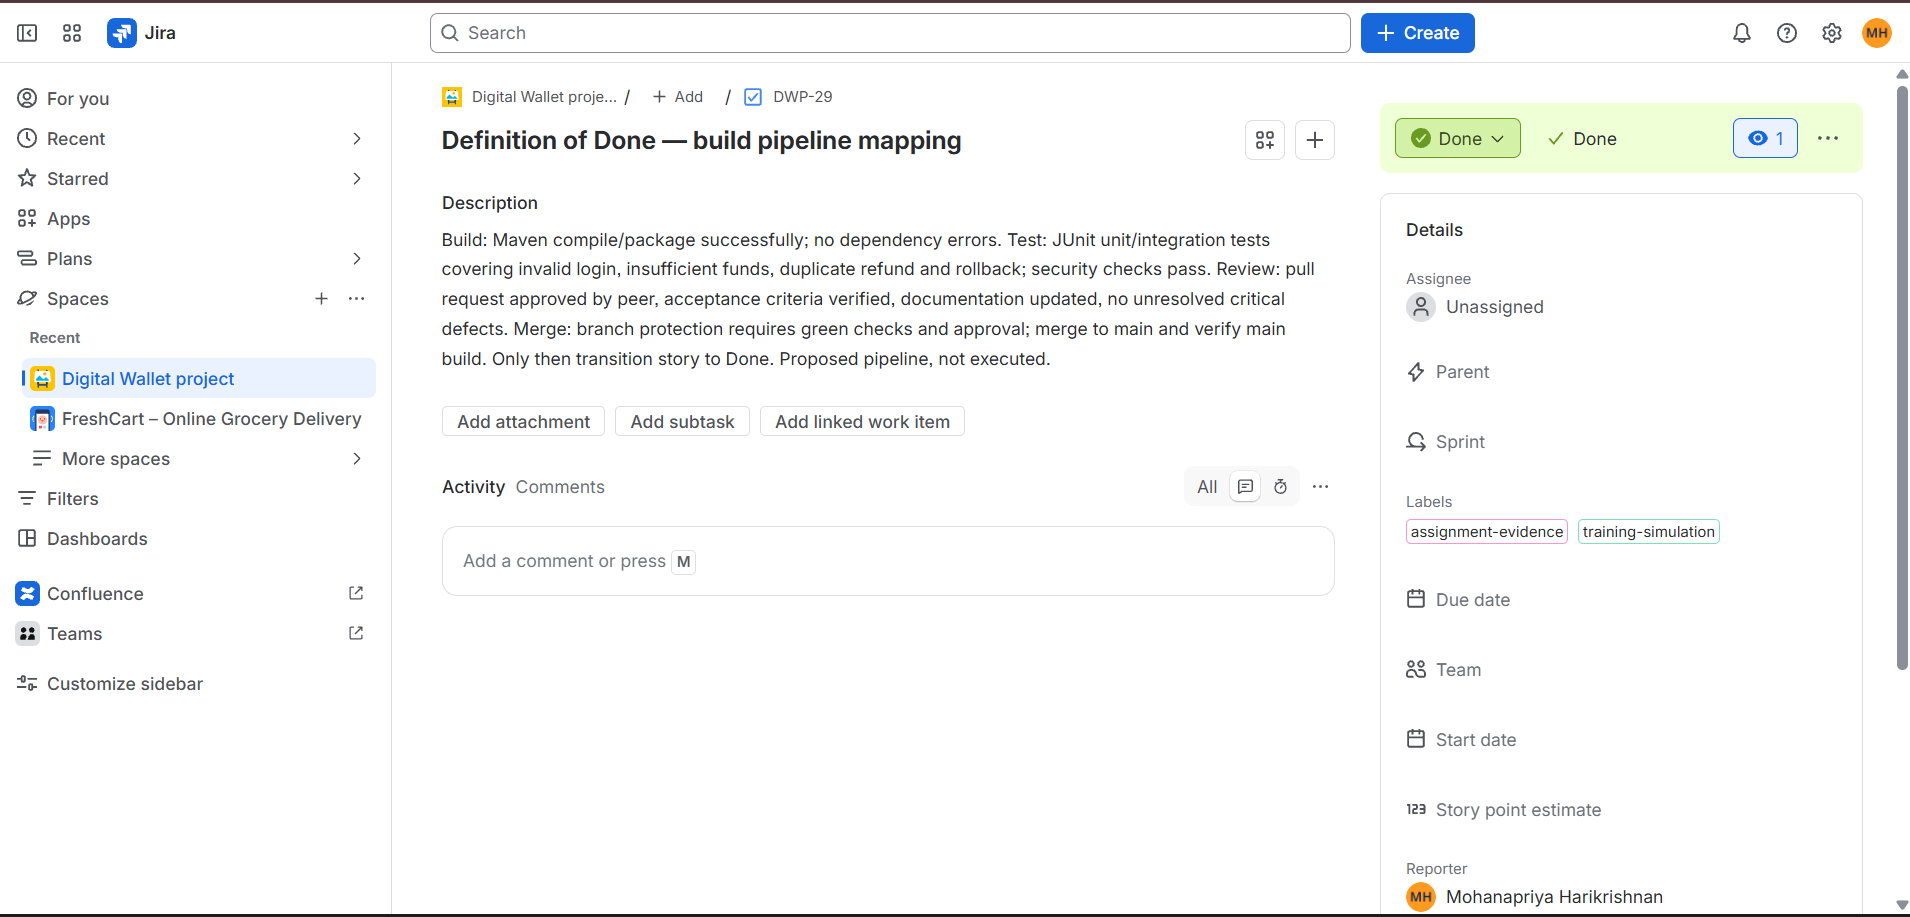 Jira
Search
Create
MH
For you
Recent
Starred
Apps
Plans
Spaces
Recent
Digital Wallet project
FreshCart – Online Grocery Delivery
More spaces
Filters
Dashboards
Confluence
Teams
Customize sidebar
Digital Wallet proje... / Add / DWP-29
Definition of Done — build pipeline mapping
Description
Build: Maven compile/package successfully; no dependency errors. Test: JUnit unit/integration tests
covering invalid login, insufficient funds, duplicate refund and rollback; security checks pass. Review: pull
request approved by peer, acceptance criteria verified, documentation updated, no unresolved critical
defects. Merge: branch protection requires green checks and approval; merge to main and verify main
build. Only then transition story to Done. Proposed pipeline, not executed.
Add attachment
Add subtask
Add linked work item
Activity Comments
All
Add a comment or press M
Done
Done
1
Details
Assignee
Unassigned
Parent
Sprint
Labels
assignment-evidence training-simulation
Due date
Team
Start date
123 Story point estimate
Reporter
MH Mohanapriya Harikrishnan